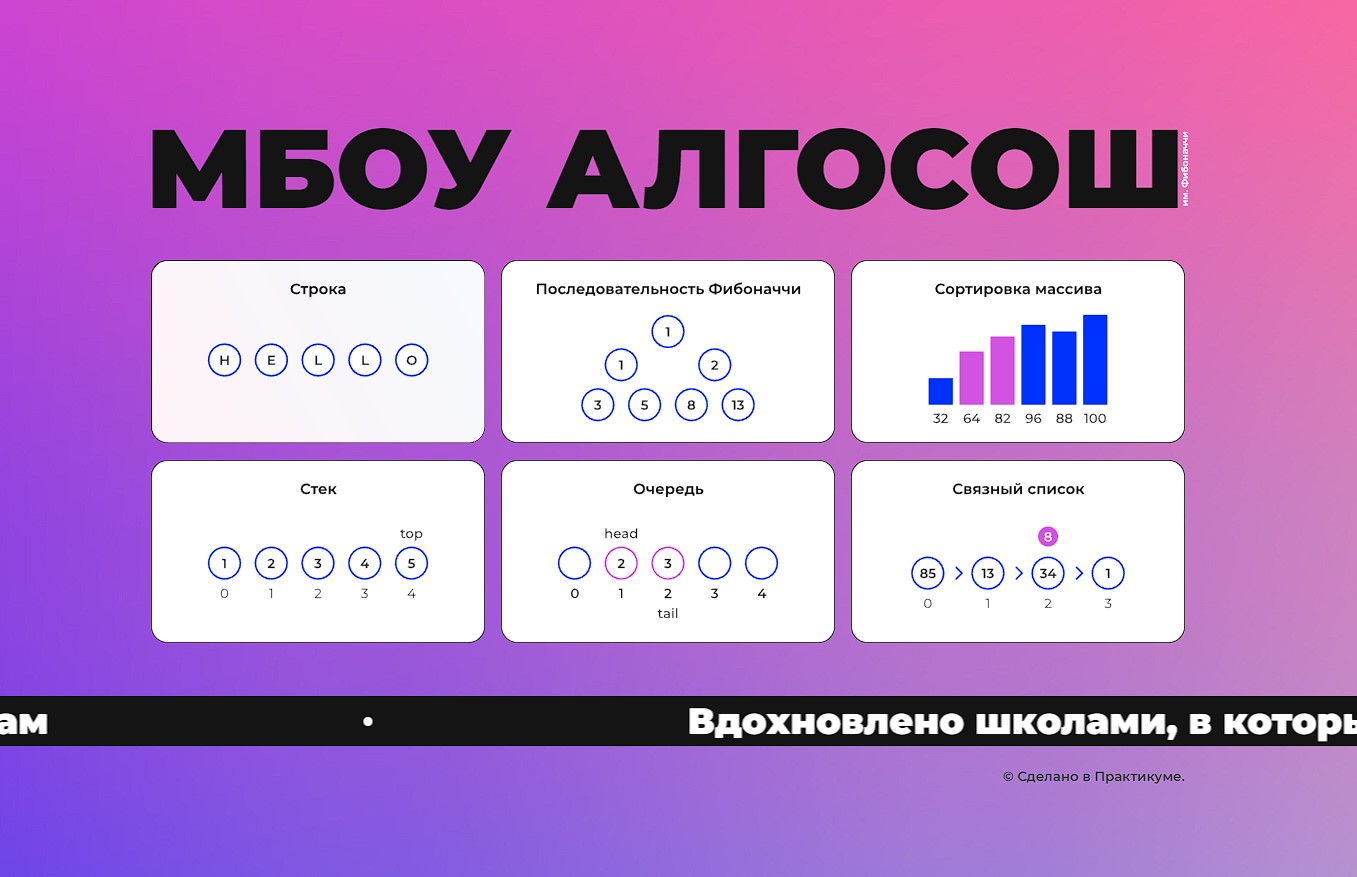 МБОУ АЛГОСОШ
им. Фибоначчи
Строка
H E L L O
Последовательность Фибоначчи
1
1 2
3 5 8 13
Сортировка массива
32 64 82 96 88 100
Стек
top
1 2 3 4 5
0 1 2 3 4
Очередь
head
2 3
0 1 2 3 4
tail
Связный список
8
85 > 13 > 34 > 1
0 1 2 3
ам • Вдохновлено школами, в которы
© Сделано в Практикуме.